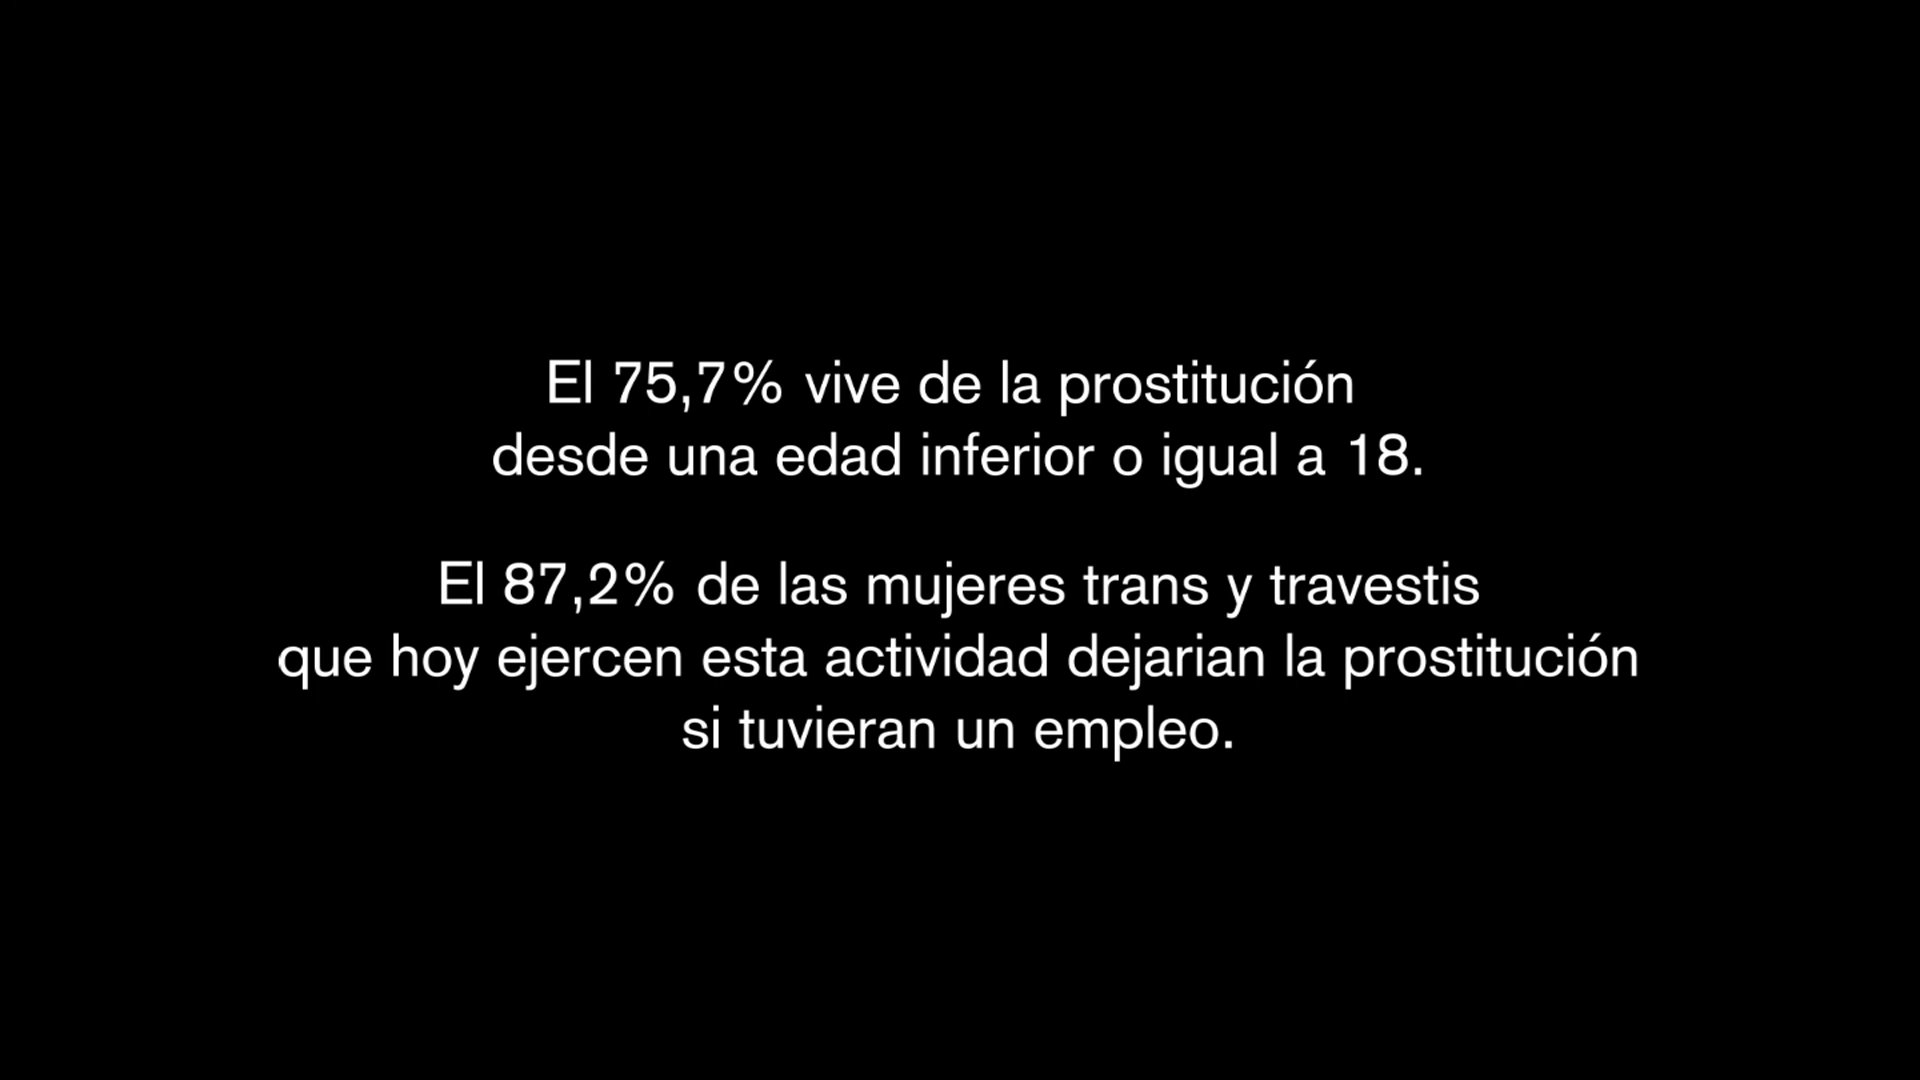 El 75,7% vive de la prostitución
desde una edad inferior o igual a 18.
El 87,2% de las mujeres trans y travestis
que hoy ejercen esta actividad dejarian la prostitución
si tuvieran un empleo.